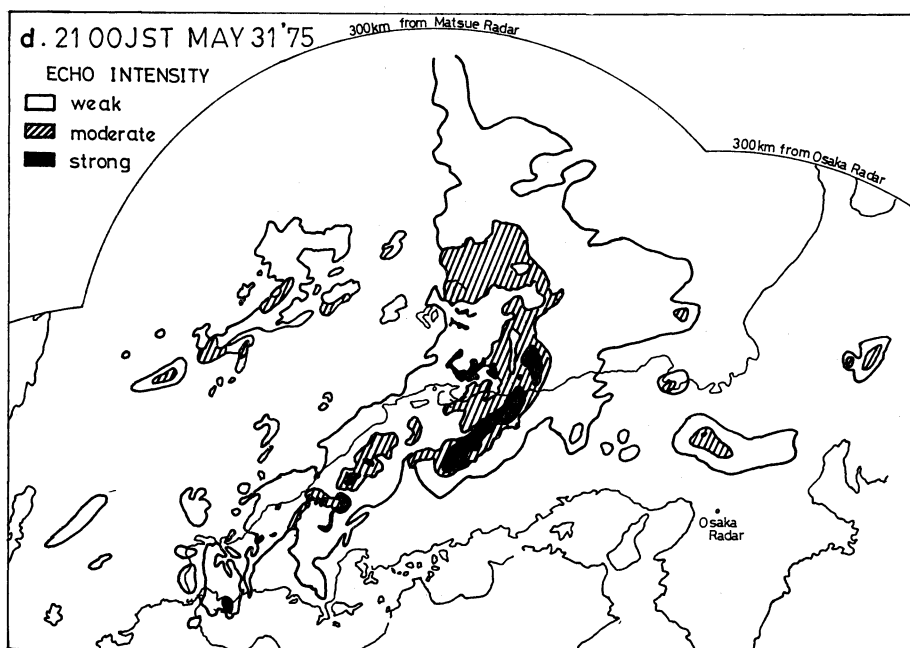 d. 2100JST MAY 31'75
300km from Matsue Radar
ECHO INTENSITY
weak
moderate
strong
300km from Osaka Radar
Osaka
Radar